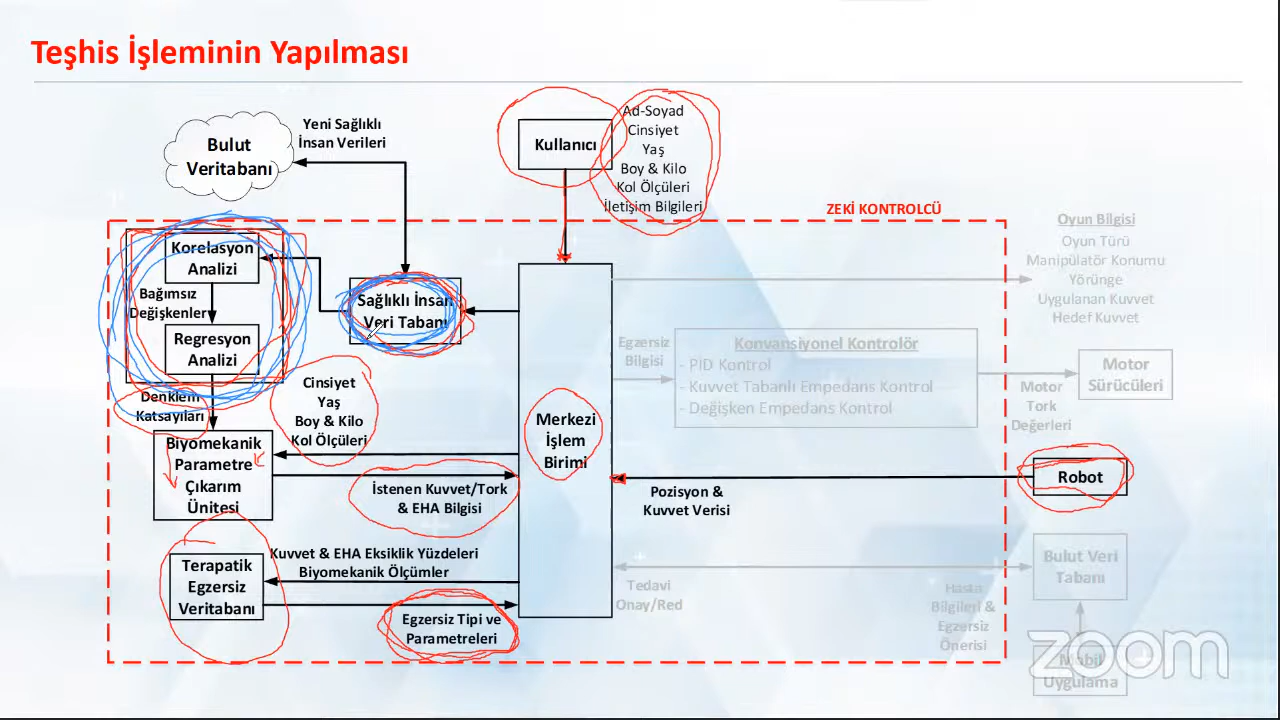 Teşhis İşleminin Yapılması
Bulut
Veritabanı
Yeni Sağlıklı
İnsan Verileri
Kullanıcı
Ad-Soyad
Cinsiyet
Yaş
Boy & Kilo
Kol Ölçüleri
İletişim Bilgileri
ZEKİ KONTROLCÜ
Korelasyon
Analizi
Bağımsız
Değişkenler
Regresyon
Analizi
Denklem
Katsayıları
Sağlıklı İnsan
Veri Tabanı
Cinsiyet
Yaş
Boy & Kilo
Kol Ölçüleri
Biyomekanik
Parametre
Çıkarım
Ünitesi
İstenen Kuvvet/Tork
& EHA Bilgisi
Terapatik
Egzersiz
Veritabanı
Kuvvet & EHA Eksiklik Yüzdeleri
Biyomekanik Ölçümler
Egzersiz Tipi ve
Parametreleri
Merkezi
İşlem
Birimi
Oyun Bilgisi
Oyun Türü
Manipülatör Konumu
Yörünge
Uygulanan Kuvvet
Hedef Kuvvet
Egzersiz
Bilgisi
Konvansiyonel Kontrolör
- PID Kontrol
- Kuvvet Tabanlı Empedans Kontrol
- Değişken Empedans Kontrol
Motor
Tork
Değerleri
Motor
Sürücüleri
Pozisyon &
Kuvvet Verisi
Robot
Tedavi
Onay/Red
Hasta
Bilgileri &
Egzersiz
Önerisi
Bulut Veri
Tabanı
Mobil
Uygulama
zoom